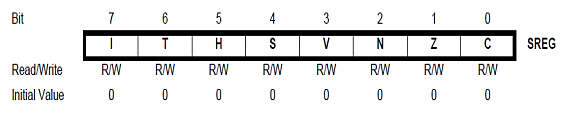 Bit 7 6 5 4 3 2 1 0
I T H S V N Z C SREG
Read/Write R/W R/W R/W R/W R/W R/W R/W R/W
Initial Value 0 0 0 0 0 0 0 0